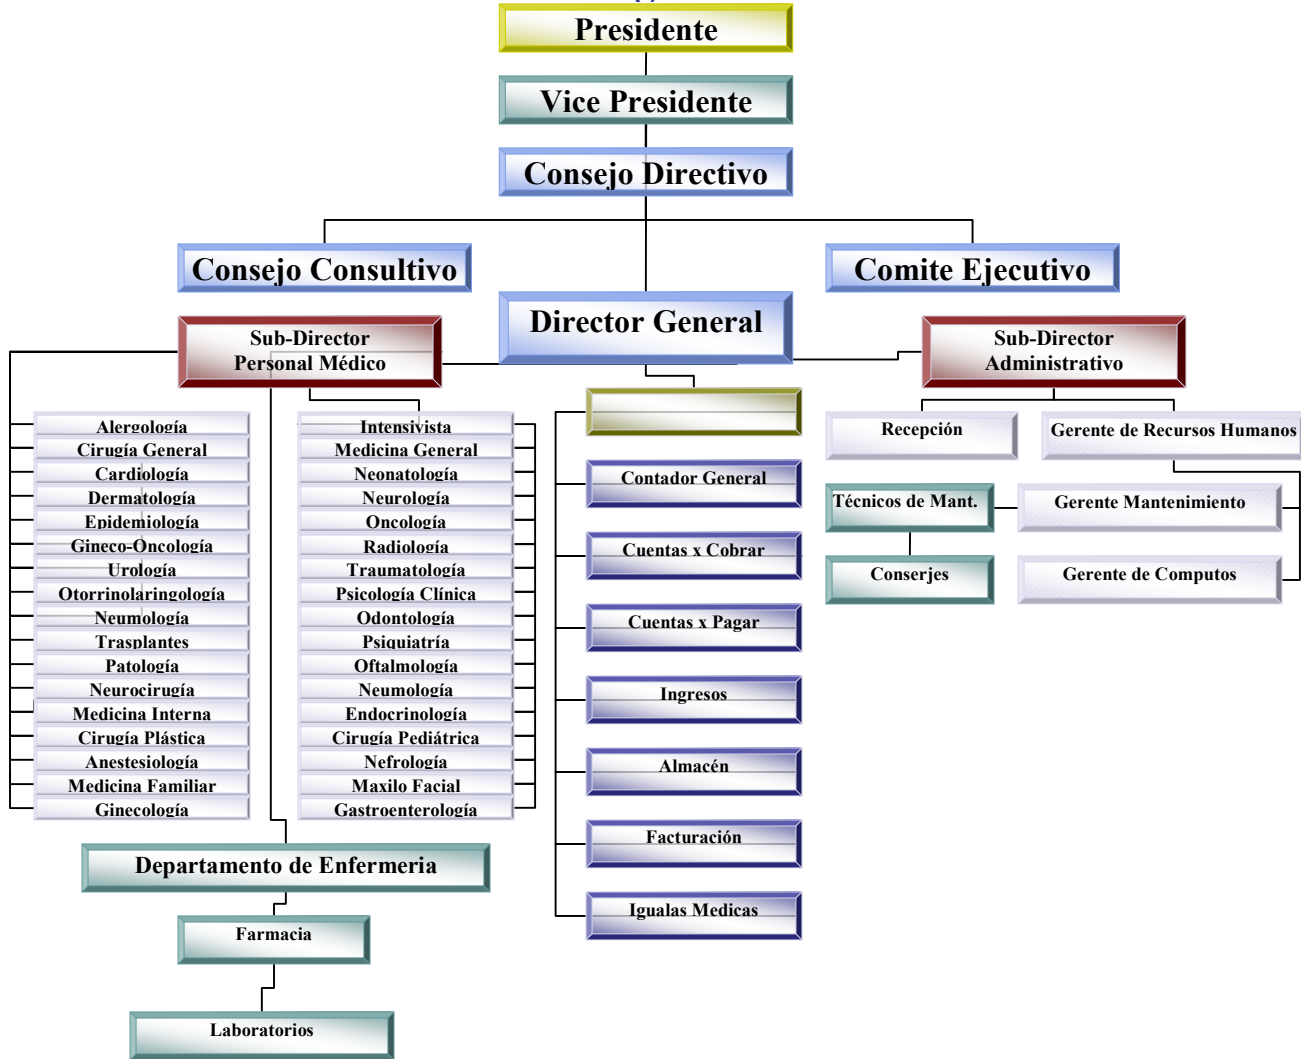 Presidente
Vice Presidente
Consejo Directivo
Consejo Consultivo
Comite Ejecutivo
Director General
Sub-Director
Personal Médico
Sub-Director
Administrativo
Alergología
Cirugía General
Cardiología
Dermatología
Epidemiología
Gineco-Oncología
Urología
Otorrinolaringología
Neumología
Trasplantes
Patología
Neurocirugía
Medicina Interna
Cirugía Plástica
Anestesiología
Medicina Familiar
Ginecología
Intensivista
Medicina General
Neonatología
Neurología
Oncología
Radiología
Traumatología
Psicología Clínica
Odontología
Psiquiatría
Oftalmología
Neumología
Endocrinología
Cirugía Pediátrica
Nefrología
Maxilo Facial
Gastroenterología
Contador General
Cuentas x Cobrar
Cuentas x Pagar
Ingresos
Almacén
Facturación
Igualas Medicas
Recepción
Gerente de Recursos Humanos
Técnicos de Mant.
Gerente Mantenimiento
Conserjes
Gerente de Computos
Departamento de Enfermeria
Farmacia
Laboratorios